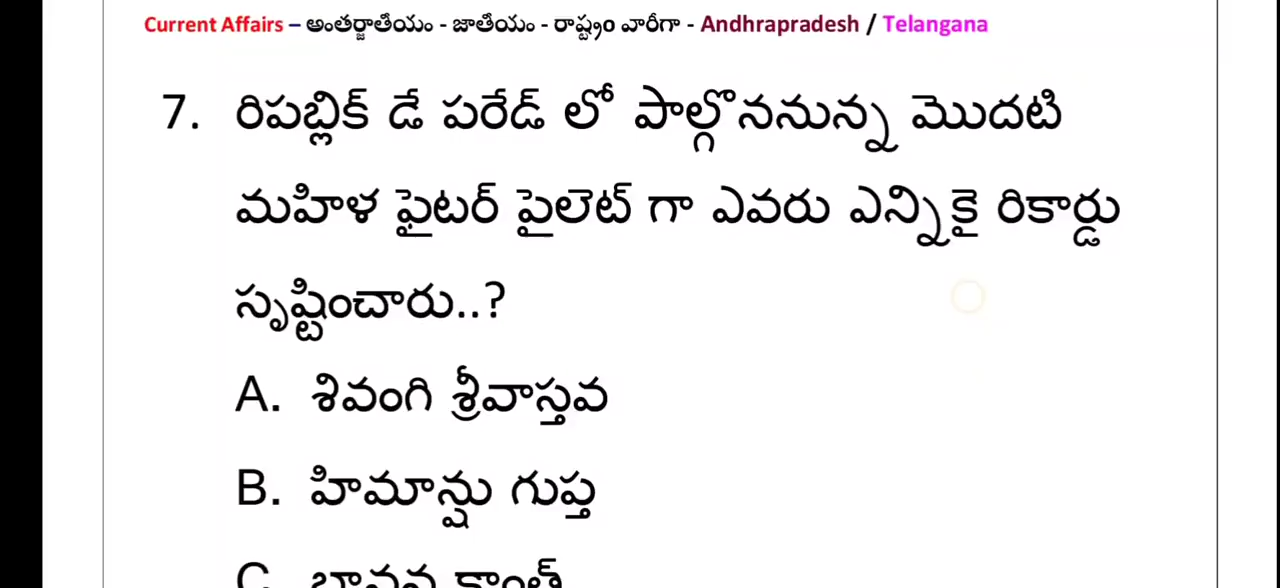 Current Affairs – అంతర్జాతీయం - జాతీయం - రాష్ట్రం వారీగా - Andhrapradesh / Telangana
7. రిపబ్లిక్ డే పరేడ్ లో పాల్గొననున్న మొదటి
మహిళ ఫైటర్ పైలెట్ గా ఎవరు ఎన్నికై రికార్డు
సృష్టించారు..?
A. శివంగి శ్రీవాస్తవ
B. హిమాన్షు గుప్త
C. కాంత్